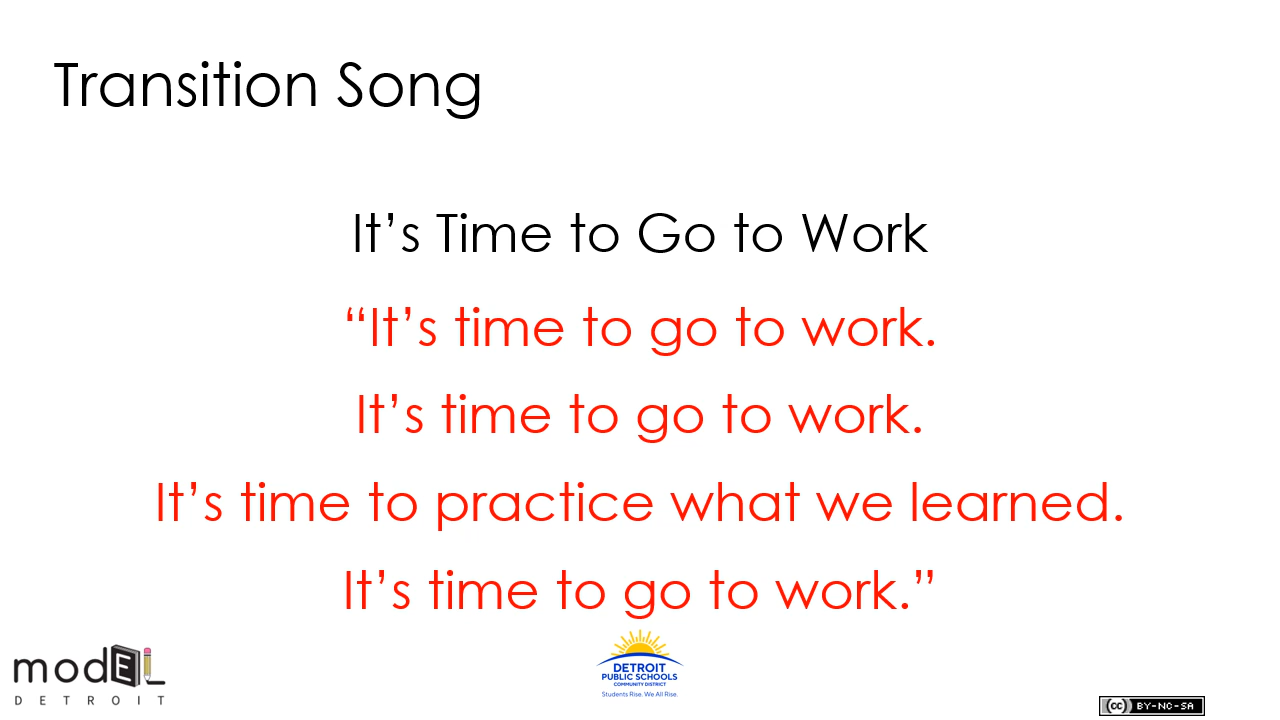 Transition Song
It’s Time to Go to Work
“It’s time to go to work.
It’s time to go to work.
It’s time to practice what we learned.
It’s time to go to work.”
modEL
DETROIT
DETROIT
PUBLIC SCHOOLS
COMMUNITY DISTRICT
Students Rise. We All Rise.
cc BY-NC-SA